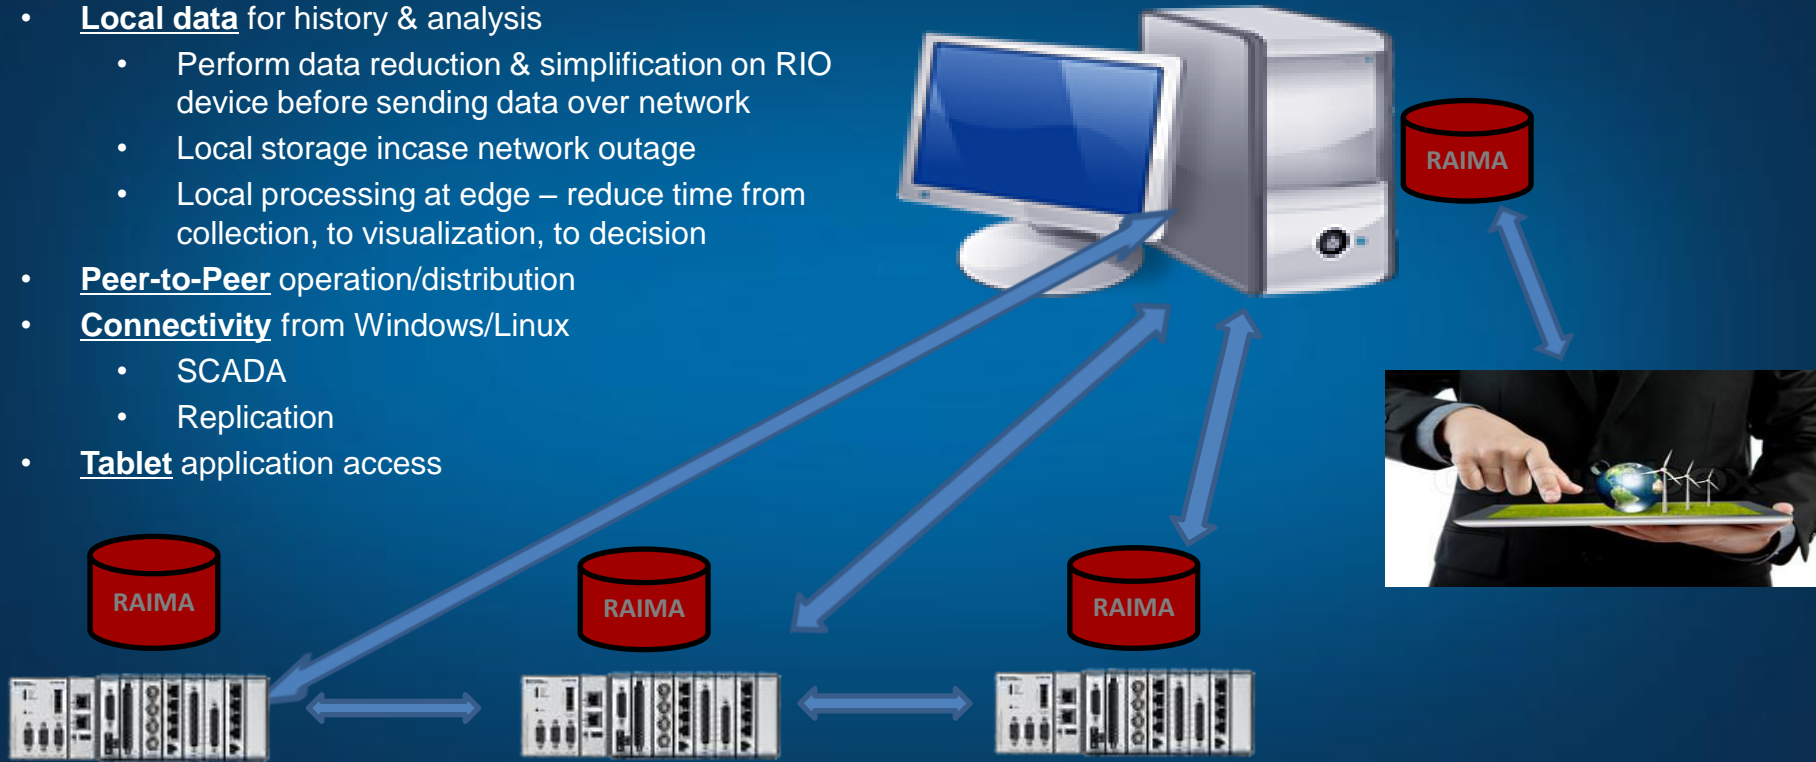 • Local data for history & analysis
• Perform data reduction & simplification on RIO
device before sending data over network
• Local storage incase network outage
• Local processing at edge – reduce time from
collection, to visualization, to decision
• Peer-to-Peer operation/distribution
• Connectivity from Windows/Linux
• SCADA
• Replication
• Tablet application access
RAIMA
RAIMA
RAIMA
RAIMA